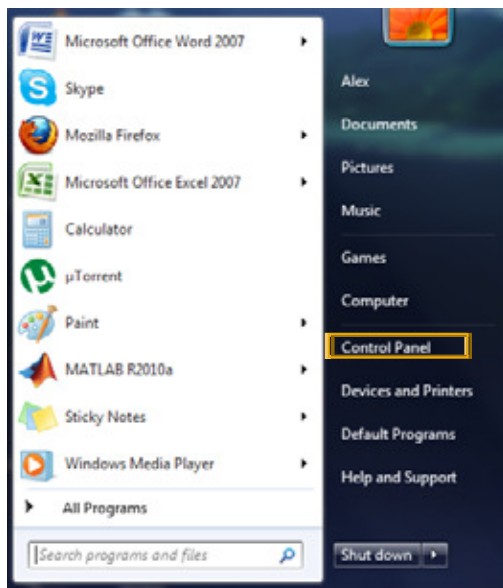 Microsoft Office Word 2007
Skype
Mozilla Firefox
Microsoft Office Excel 2007
Calculator
µTorrent
Paint
MATLAB R2010a
Sticky Notes
Windows Media Player
All Programs
Search programs and files
Alex
Documents
Pictures
Music
Games
Computer
Control Panel
Devices and Printers
Default Programs
Help and Support
Shut down